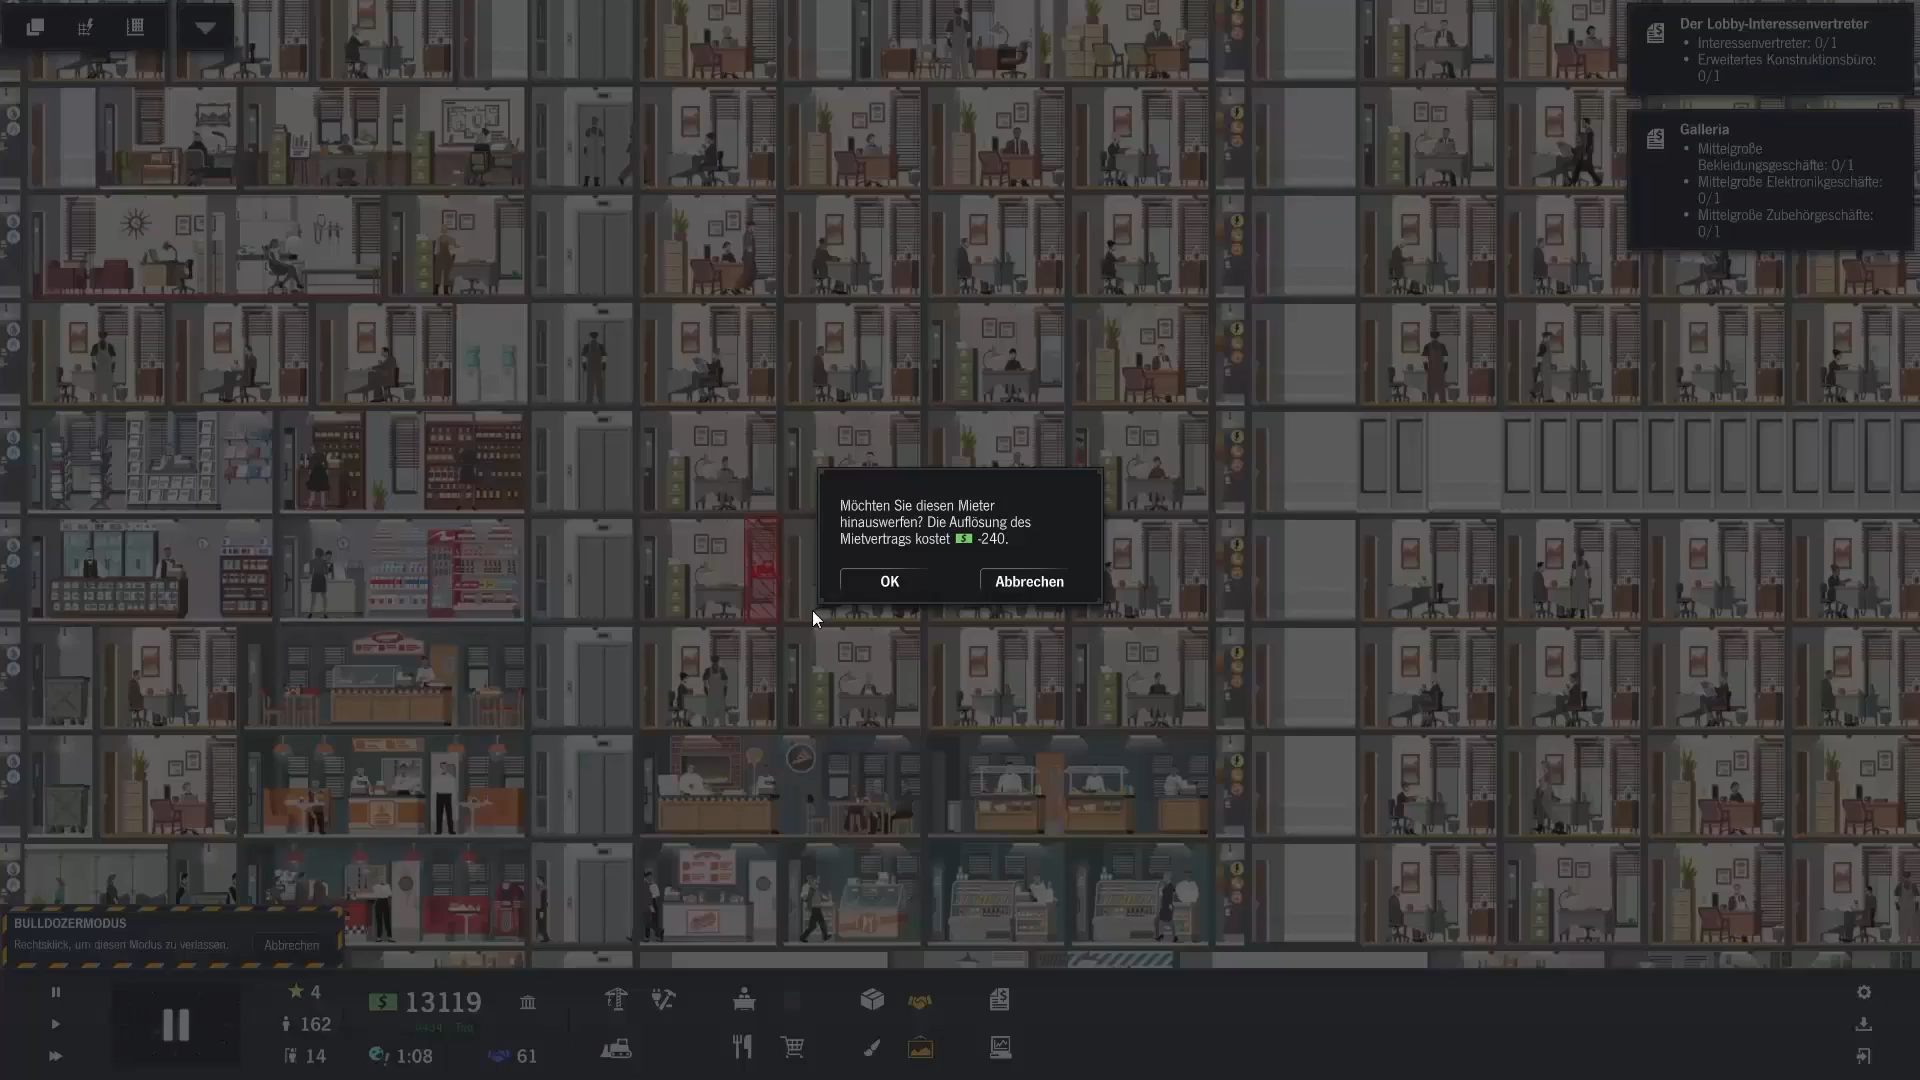 Der Lobby-Interessenvertreter
• Interessenvertreter: 0/1
• Erweitertes Konstruktionsbüro:
0/1
Galleria
• Mittelgroße
Bekleidungsgeschäfte: 0/1
• Mittelgroße Elektronikgeschäfte:
0/1
• Mittelgroße Zubehörgeschäfte:
0/1
Möchten Sie diesen Mieter
hinauswerfen? Die Auflösung des
Mietvertrags kostet $ -240.
OK
Abbrechen
BULLDOZERMODUS
Rechtsklick, um diesen Modus zu verlassen.
Abbrechen
4
$ 13119
162
14
1:08
61